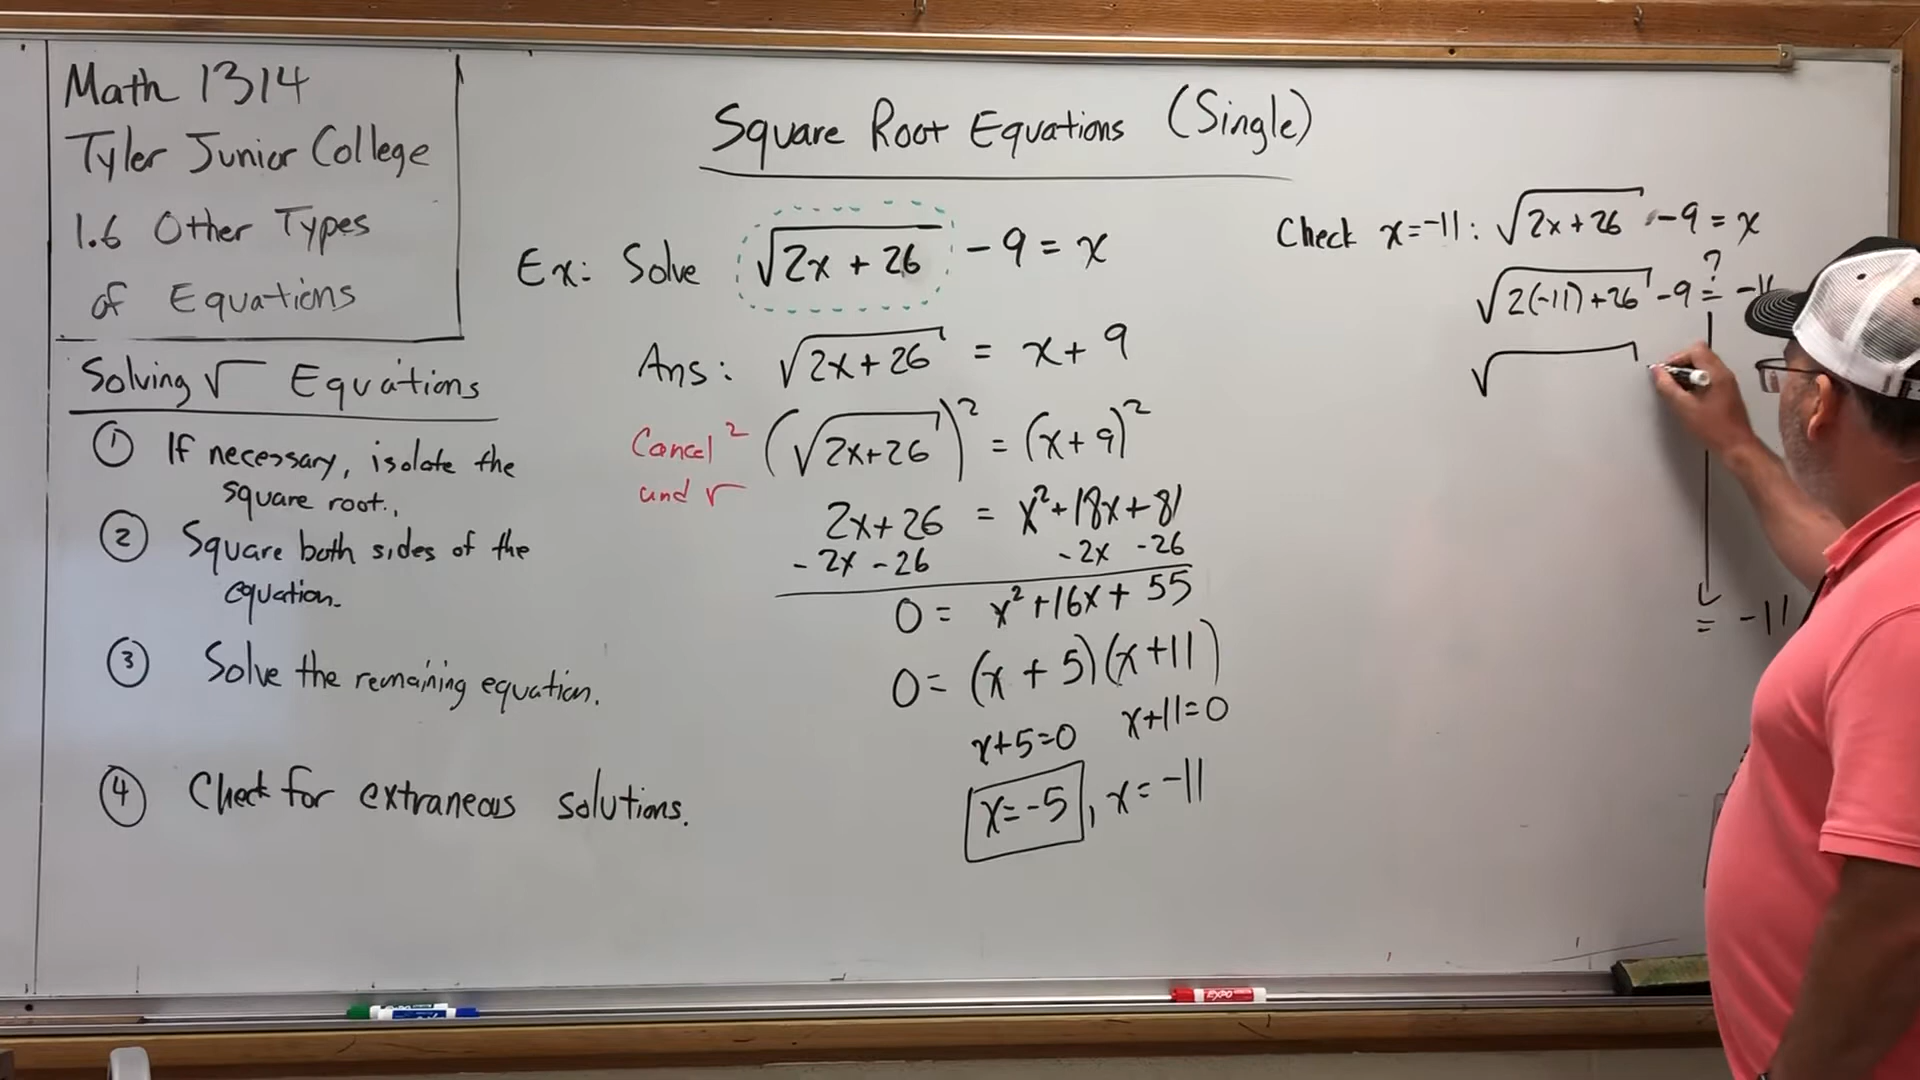 Math 1314
Tyler Junior College
1.6 Other Types
of Equations
Solving √ Equations
① If necessary, isolate the
square root.
② Square both sides of the
equation.
③ Solve the remaining equation.
④ Check for extraneous solutions.
Square Root Equations (Single)
Ex: Solve √(2x + 26) - 9 = x
Ans: √(2x + 26) = x + 9
Cancel ²
and √
(√(2x+26))² = (x+9)²
2x+26 = x²+18x+81
-2x -26 -2x -26
0 = x²+16x+55
0 = (x+5)(x+11)
x+5=0 x+11=0
x=-5, x=-11
Check x=-11: √(2x+26) -9 = x
?
√(2(-11)+26) -9 = -11
√
= -11
EXPO